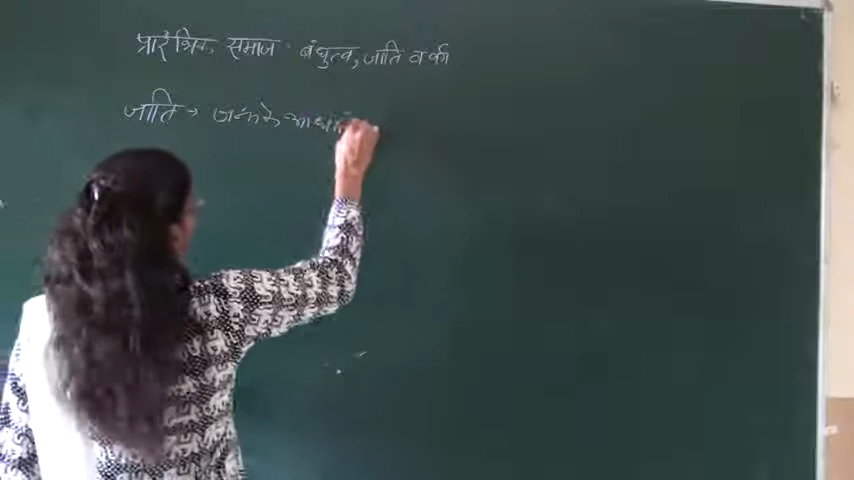 प्रारंभिक समाज - बंधुत्व, जाति व वर्ग
जाति → जन्म के आधार